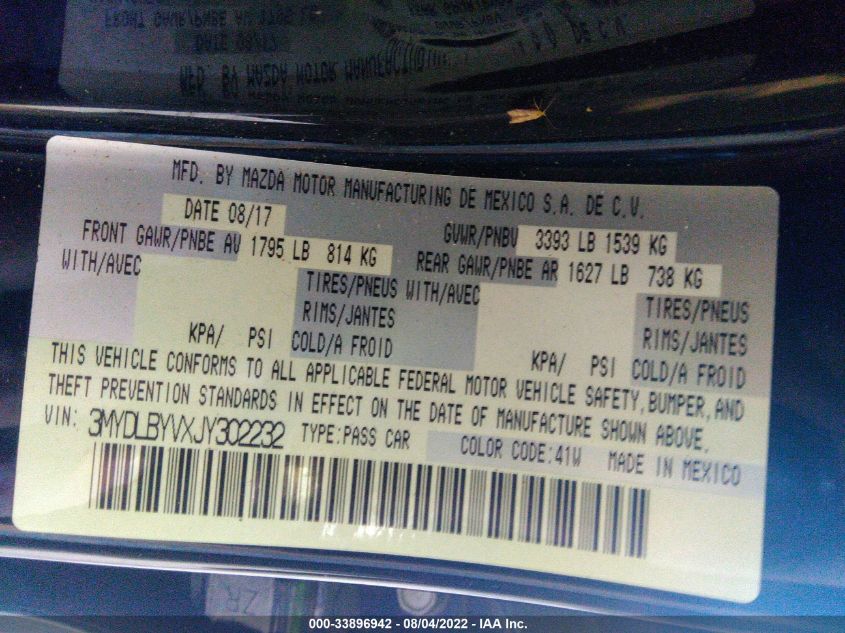 MFD. BY MAZDA MOTOR MANUFACTURING DE MEXICO S.A. DE C.V.
DATE 08/17 GVWR/PNBV 3393 LB 1539 KG
FRONT GAWR/PNBE AV 1795 LB 814 KG REAR GAWR/PNBE AR 1627 LB 738 KG
WITH/AVEC TIRES/PNEUS WITH/AVEC TIRES/PNEUS
RIMS/JANTES RIMS/JANTES
KPA/ PSI COLD/A FROID KPA/ PSI COLD/A FROID
THIS VEHICLE CONFORMS TO ALL APPLICABLE FEDERAL MOTOR VEHICLE SAFETY, BUMPER, AND
THEFT PREVENTION STANDARDS IN EFFECT ON THE DATE OF MANUFACTURE SHOWN ABOVE.
VIN: 3MYDLBYVXJY302232 TYPE:PASS CAR COLOR CODE:41W MADE IN MEXICO
000-33896942 - 08/04/2022 - IAA Inc.